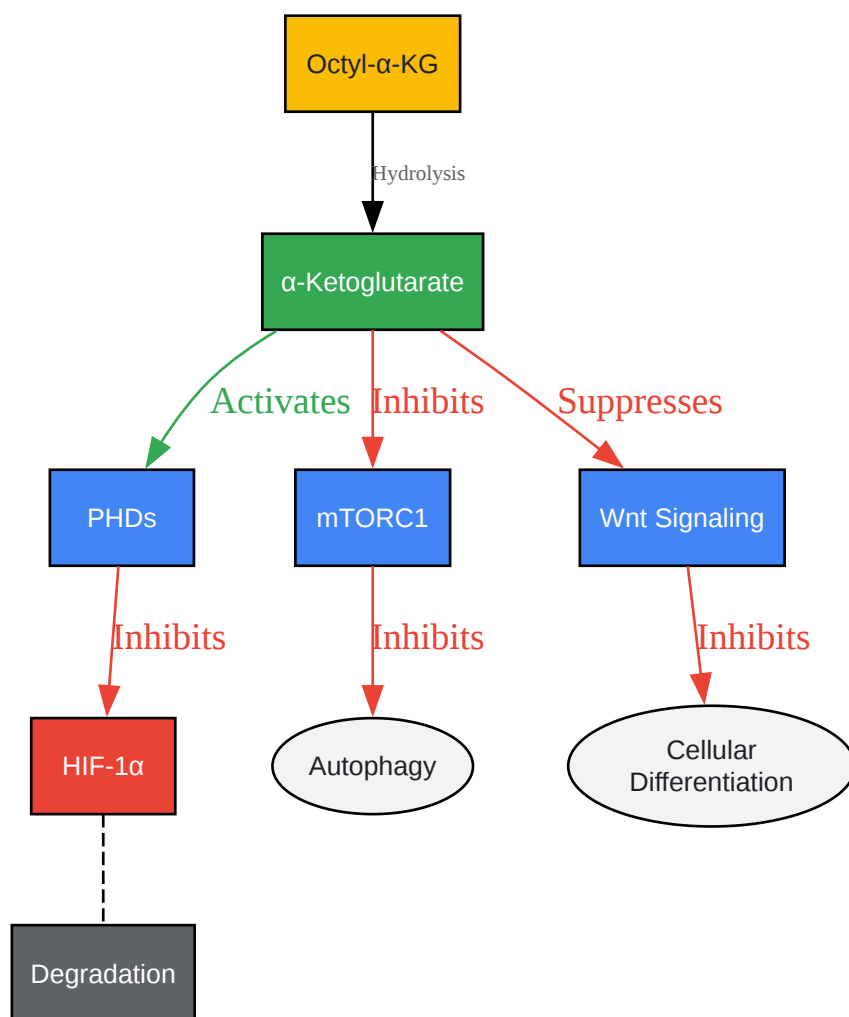 Octyl-α-KG
Hydrolysis
α-Ketoglutarate
Activates
Inhibits
Suppresses
PHDs
mTORC1
Wnt Signaling
Inhibits
Inhibits
Inhibits
HIF-1α
Autophagy
Cellular
Differentiation
Degradation